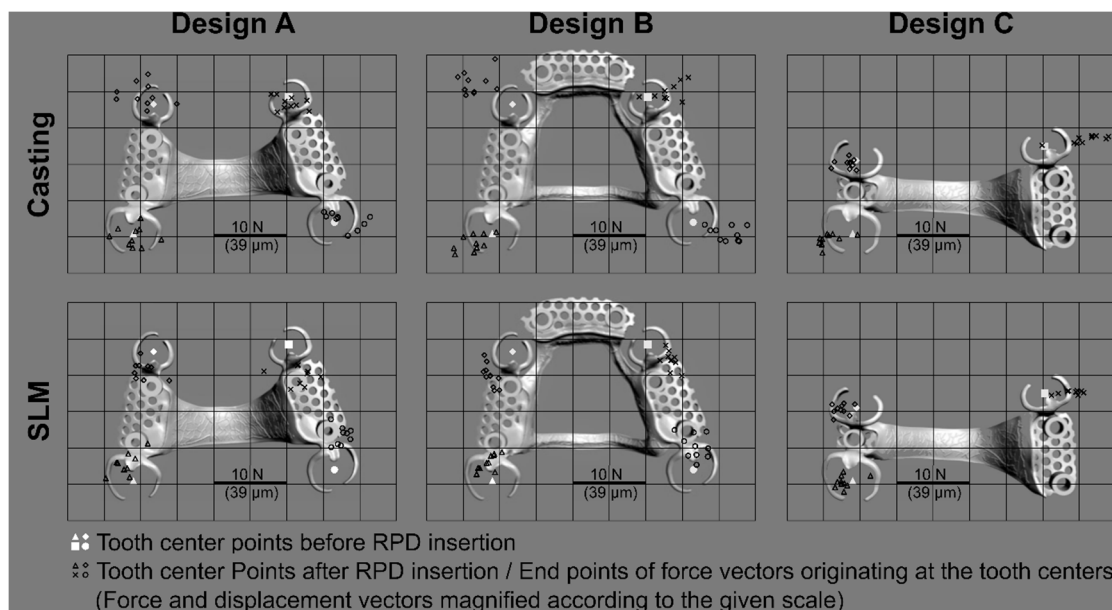 Design A
Design B
Design C
Casting
10 N
(39 µm)
10 N
(39 µm)
10 N
(39 µm)
SLM
10 N
(39 µm)
10 N
(39 µm)
10 N
(39 µm)
Tooth center points before RPD insertion
Tooth center Points after RPD insertion / End points of force vectors originating at the tooth centers
(Force and displacement vectors magnified according to the given scale)